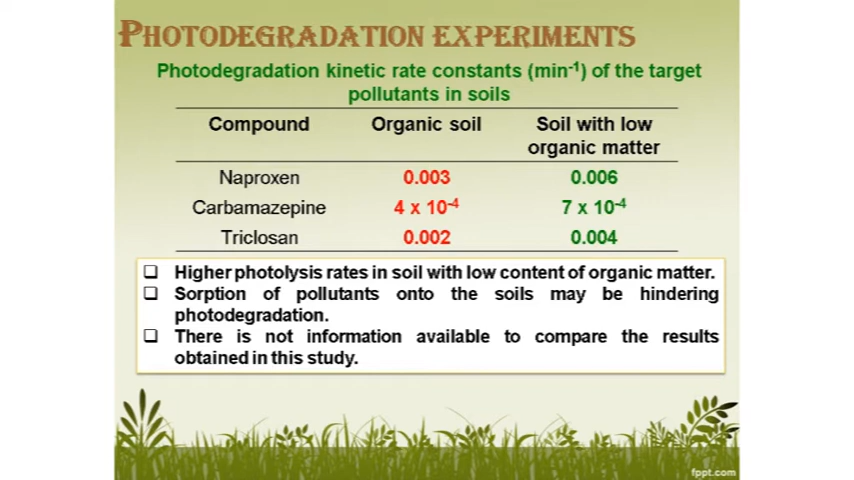 PHOTODEGRADATION EXPERIMENTS
Photodegradation kinetic rate constants (min⁻¹) of the target
pollutants in soils
Compound Organic soil Soil with low
organic matter
Naproxen 0.003 0.006
Carbamazepine 4 x 10⁻⁴ 7 x 10⁻⁴
Triclosan 0.002 0.004
❑ Higher photolysis rates in soil with low content of organic matter.
❑ Sorption of pollutants onto the soils may be hindering
photodegradation.
❑ There is not information available to compare the results
obtained in this study.
fppt.com